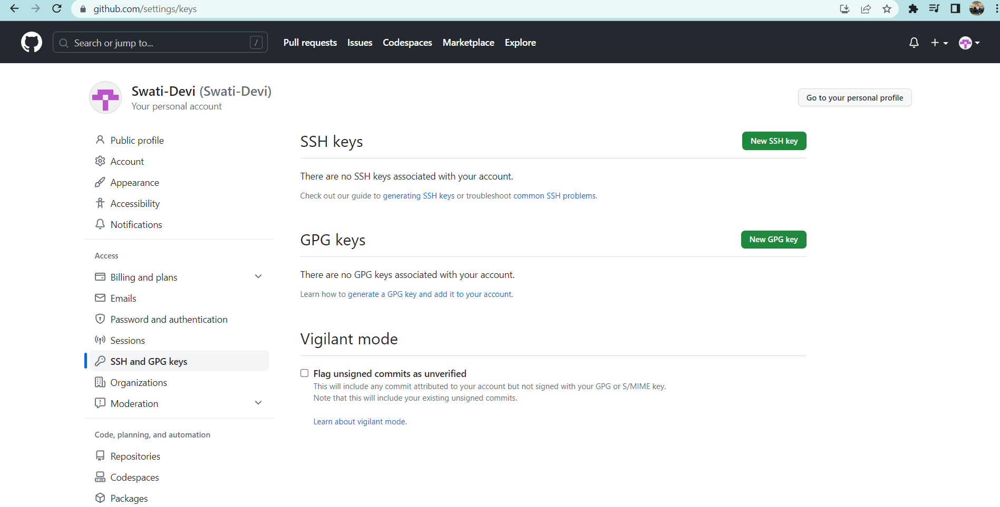 github.com/settings/keys
Search or jump to... /
Pull requests Issues Codespaces Marketplace Explore
Swati-Devi (Swati-Devi)
Your personal account
Go to your personal profile
Public profile
Account
Appearance
Accessibility
Notifications
Access
Billing and plans
Emails
Password and authentication
Sessions
SSH and GPG keys
Organizations
Moderation
Code, planning, and automation
Repositories
Codespaces
Packages
SSH keys
New SSH key
There are no SSH keys associated with your account.
Check out our guide to generating SSH keys or troubleshoot common SSH problems.
GPG keys
New GPG key
There are no GPG keys associated with your account.
Learn how to generate a GPG key and add it to your account.
Vigilant mode
Flag unsigned commits as unverified
This will include any commit attributed to your account but not signed with your GPG or S/MIME key.
Note that this will include your existing unsigned commits.
Learn about vigilant mode.